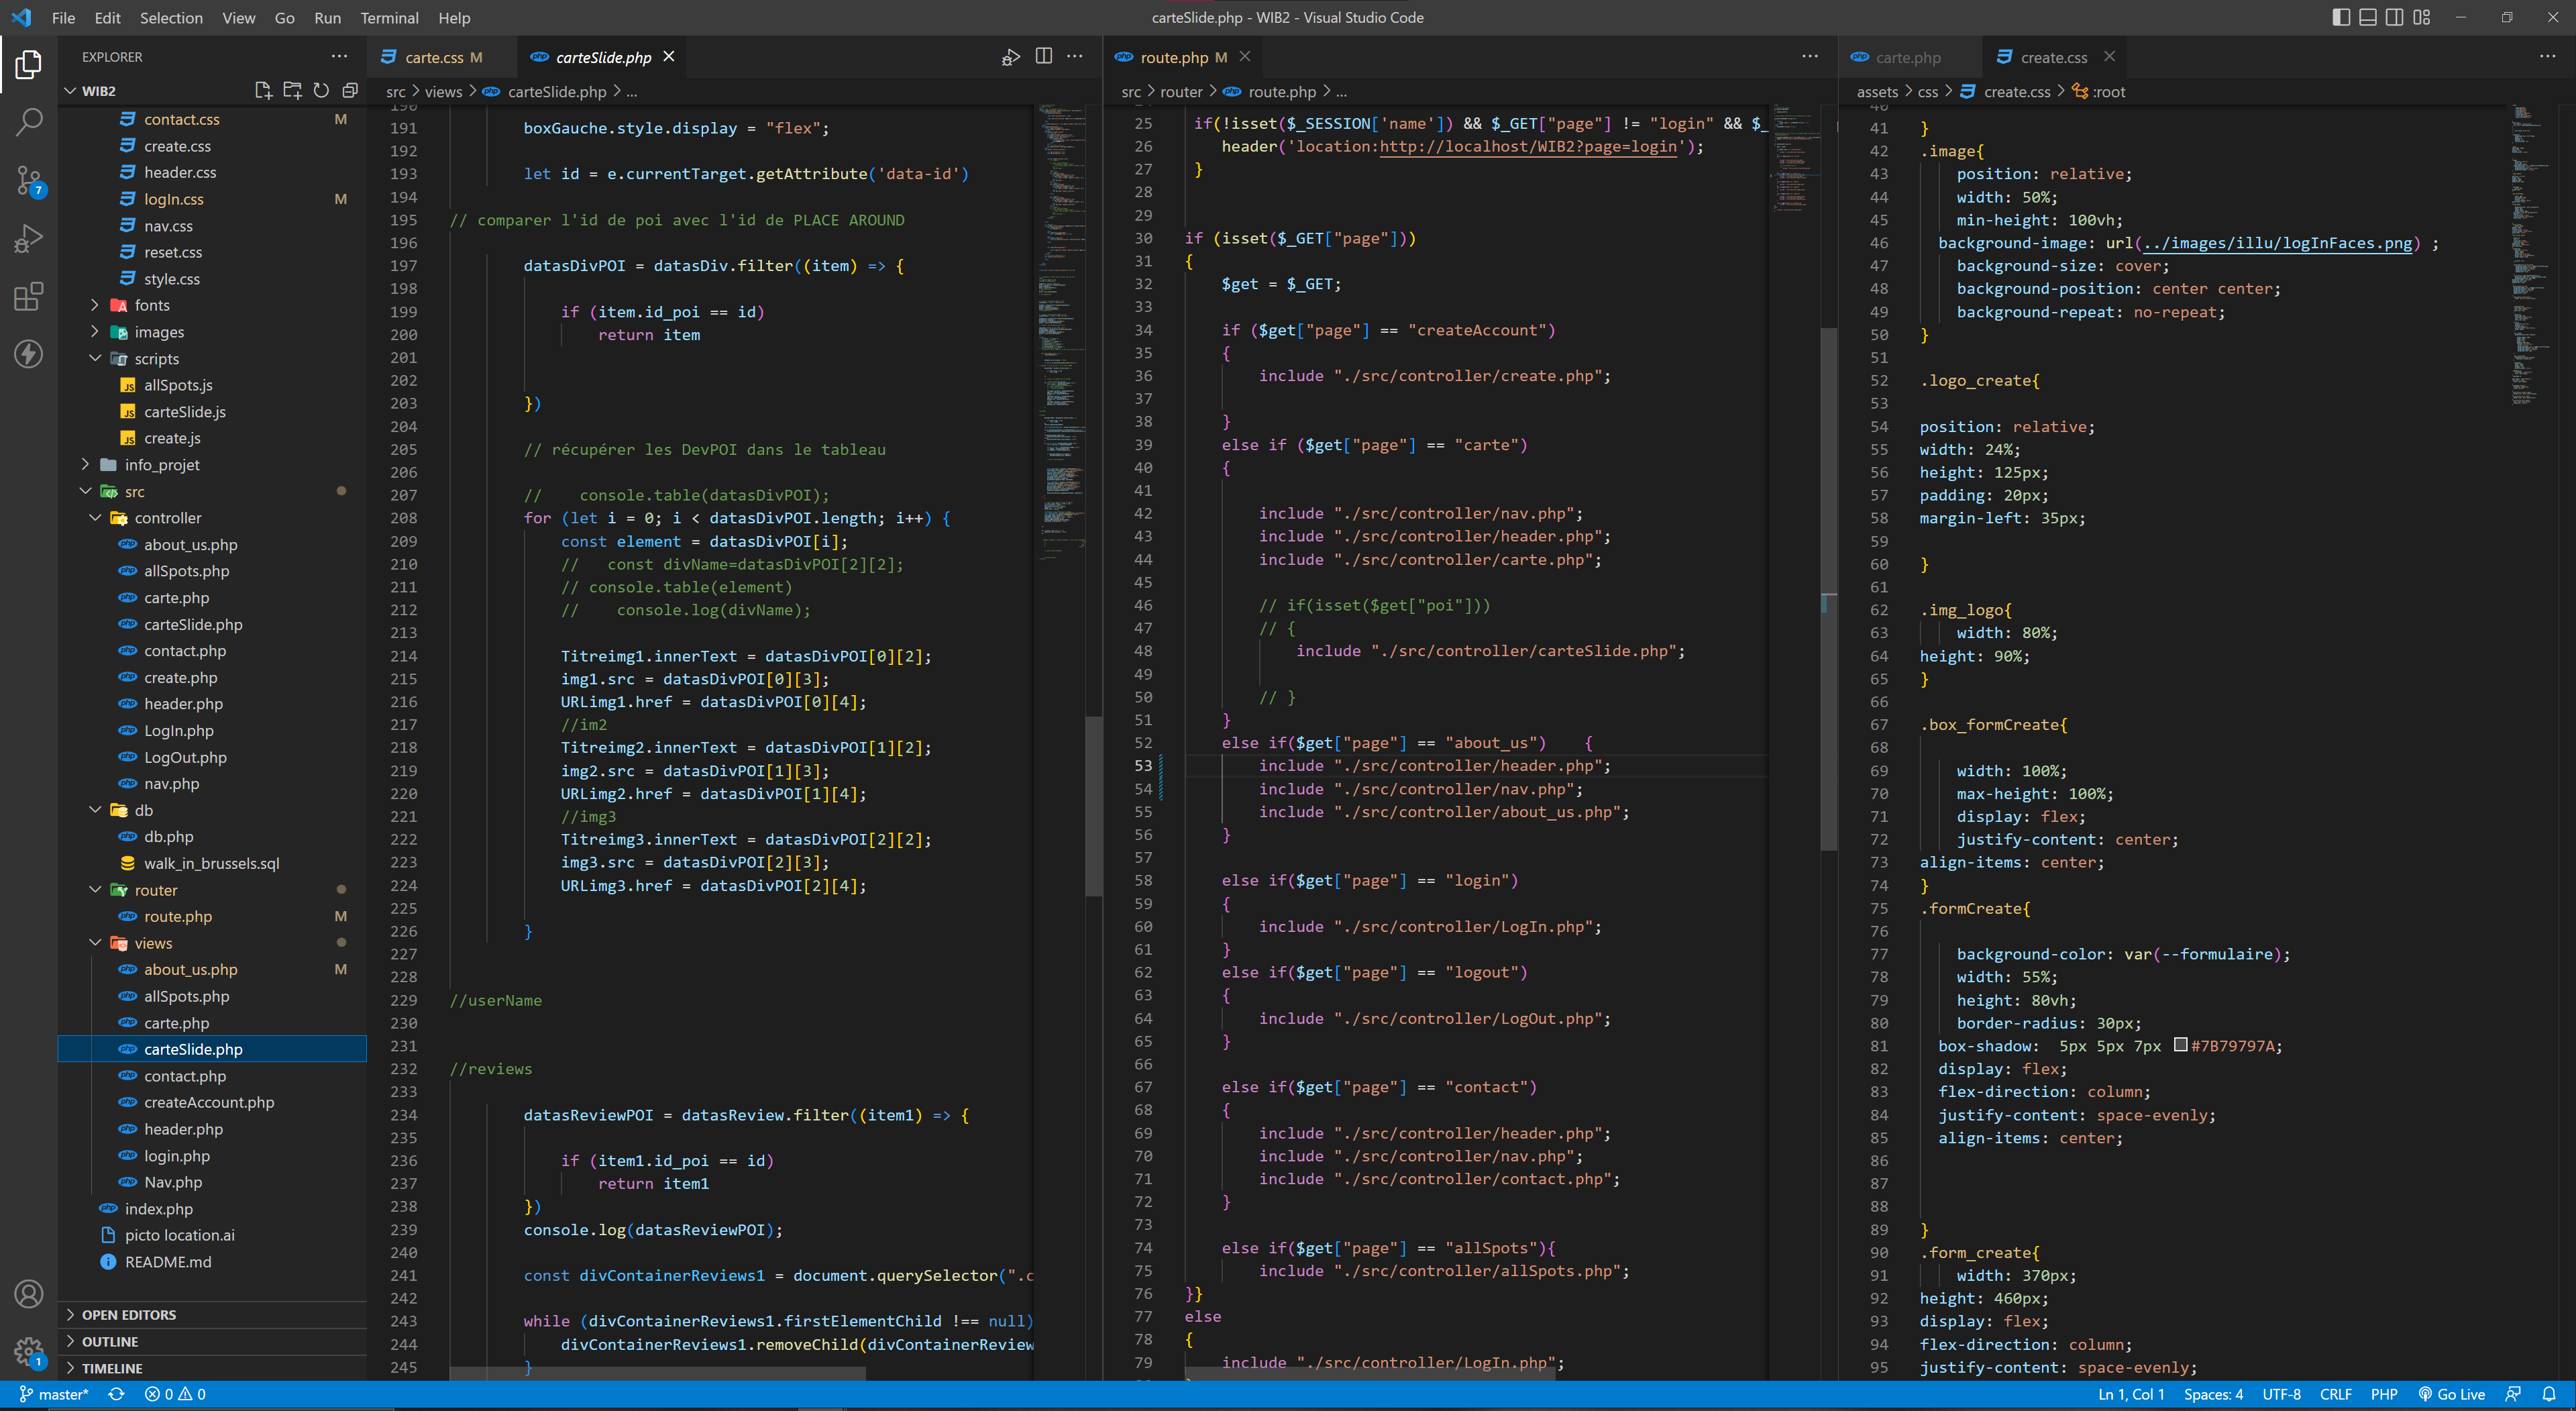 File Edit Selection View Go Run Terminal Help
carteSlide.php - WIB2 - Visual Studio Code
EXPLORER
WIB2
contact.css M
create.css
header.css
logIn.css M
nav.css
reset.css
style.css
fonts
images
scripts
allSpots.js
carteSlide.js
create.js
info_projet
src
controller
about_us.php
allSpots.php
carte.php
carteSlide.php
contact.php
create.php
header.php
LogIn.php
LogOut.php
nav.php
db
db.php
walk_in_brussels.sql
router
route.php M
views
about_us.php M
allSpots.php
carte.php
carteSlide.php
contact.php
createAccount.php
header.php
login.php
Nav.php
index.php
picto location.ai
README.md
OPEN EDITORS
OUTLINE
TIMELINE
7
1
carte.css M
carteSlide.php
src > views > carteSlide.php > ...
190
191 boxGauche.style.display = "flex";
192
193 let id = e.currentTarget.getAttribute('data-id')
194
195 // comparer l'id de poi avec l'id de PLACE AROUND
196
197 datasDivPOI = datasDiv.filter((item) => {
198
199 if (item.id_poi == id)
200 return item
201
202
203 })
204
205 // récupérer les DevPOI dans le tableau
206
207 // console.table(datasDivPOI);
208 for (let i = 0; i < datasDivPOI.length; i++) {
209 const element = datasDivPOI[i];
210 // const divName=datasDivPOI[2][2];
211 // console.table(element)
212 // console.log(divName);
213
214 Titreimg1.innerText = datasDivPOI[0][2];
215 img1.src = datasDivPOI[0][3];
216 URLimg1.href = datasDivPOI[0][4];
217 //im2
218 Titreimg2.innerText = datasDivPOI[1][2];
219 img2.src = datasDivPOI[1][3];
220 URLimg2.href = datasDivPOI[1][4];
221 //img3
222 Titreimg3.innerText = datasDivPOI[2][2];
223 img3.src = datasDivPOI[2][3];
224 URLimg3.href = datasDivPOI[2][4];
225
226 }
227
228
229 //userName
230
231
232 //reviews
233
234 datasReviewPOI = datasReview.filter((item1) => {
235
236 if (item1.id_poi == id)
237 return item1
238 })
239 console.log(datasReviewPOI);
240
241 const divContainerReviews1 = document.querySelector(".c
242
243 while (divContainerReviews1.firstElementChild !== null)
244 divContainerReviews1.removeChild(divContainerReview
245 }
route.php M
src > router > route.php > ...
25 if(!isset($_SESSION['name']) && $_GET["page"] != "login" && $_
26 header('location:http://localhost/WIB2?page=login');
27 }
28
29
30 if (isset($_GET["page"]))
31 {
32 $get = $_GET;
33
34 if ($get["page"] == "createAccount")
35 {
36 include "./src/controller/create.php";
37
38 }
39 else if ($get["page"] == "carte")
40 {
41
42 include "./src/controller/nav.php";
43 include "./src/controller/header.php";
44 include "./src/controller/carte.php";
45
46 // if(isset($get["poi"]))
47 // {
48 include "./src/controller/carteSlide.php";
49
50 // }
51 }
52 else if($get["page"] == "about_us") {
53 include "./src/controller/header.php";
54 include "./src/controller/nav.php";
55 include "./src/controller/about_us.php";
56 }
57
58 else if($get["page"] == "login")
59 {
60 include "./src/controller/LogIn.php";
61 }
62 else if($get["page"] == "logout")
63 {
64 include "./src/controller/LogOut.php";
65 }
66
67 else if($get["page"] == "contact")
68 {
69 include "./src/controller/header.php";
70 include "./src/controller/nav.php";
71 include "./src/controller/contact.php";
72 }
73
74 else if($get["page"] == "allSpots"){
75 include "./src/controller/allSpots.php";
76 }}
77 else
78 {
79 include "./src/controller/LogIn.php";
carte.php
create.css
assets > css > create.css > :root
40
41 }
42 .image{
43 position: relative;
44 width: 50%;
45 min-height: 100vh;
46 background-image: url(../images/illu/logInFaces.png) ;
47 background-size: cover;
48 background-position: center center;
49 background-repeat: no-repeat;
50 }
51
52 .logo_create{
53
54 position: relative;
55 width: 24%;
56 height: 125px;
57 padding: 20px;
58 margin-left: 35px;
59
60 }
61
62 .img_logo{
63 width: 80%;
64 height: 90%;
65 }
66
67 .box_formCreate{
68
69 width: 100%;
70 max-height: 100%;
71 display: flex;
72 justify-content: center;
73 align-items: center;
74 }
75 .formCreate{
76
77 background-color: var(--formulaire);
78 width: 55%;
79 height: 80vh;
80 border-radius: 30px;
81 box-shadow: 5px 5px 7px #7B79797A;
82 display: flex;
83 flex-direction: column;
84 justify-content: space-evenly;
85 align-items: center;
86
87
88
89 }
90 .form_create{
91 width: 370px;
92 height: 460px;
93 display: flex;
94 flex-direction: column;
95 justify-content: space-evenly;
master* 0 0
Ln 1, Col 1 Spaces: 4 UTF-8 CRLF PHP Go Live